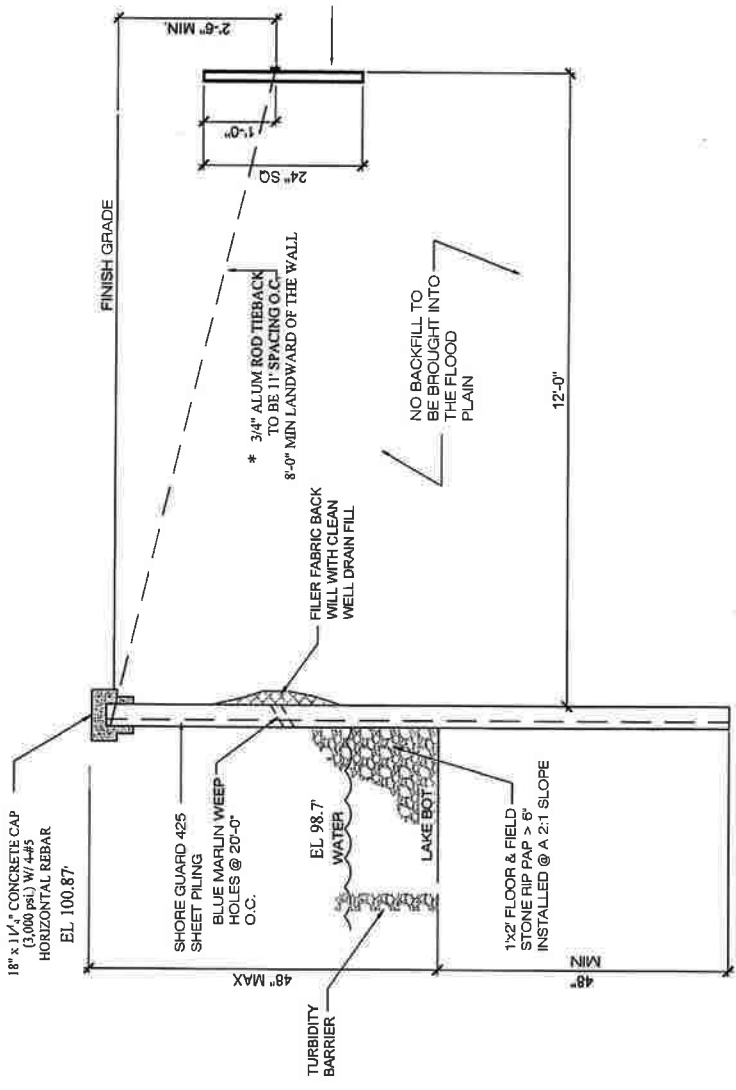 18" x 11/4" CONCRETE CAP
(3,000 psi.) W/ 4-#5
HORIZONTAL REBAR
EL 100.87'
FINISH GRADE
2'-6" MIN.
1'-0"
24" SQ
* 3/4" ALUM ROD TIEBACK
TO BE 11' SPACING O.C.
8'-0" MIN LANDWARD OF THE WALL
SHORE GUARD 425
SHEET PILING
BLUE MARLIN WEEP
HOLES @ 20'-0"
O.C.
FILER FABRIC BACK
WILL WITH CLEAN
WELL DRAIN FILL
NO BACKFILL TO
BE BROUGHT INTO
THE FLOOD
PLAIN
EL 98.7'
WATER
LAKE BOT
48" MAX
TURBIDITY
BARRIER
1'x2' FLOOR & FIELD
STONE RIP PAP > 6"
INSTALLED @ A 2:1 SLOPE
48"
MIN
12'-0"